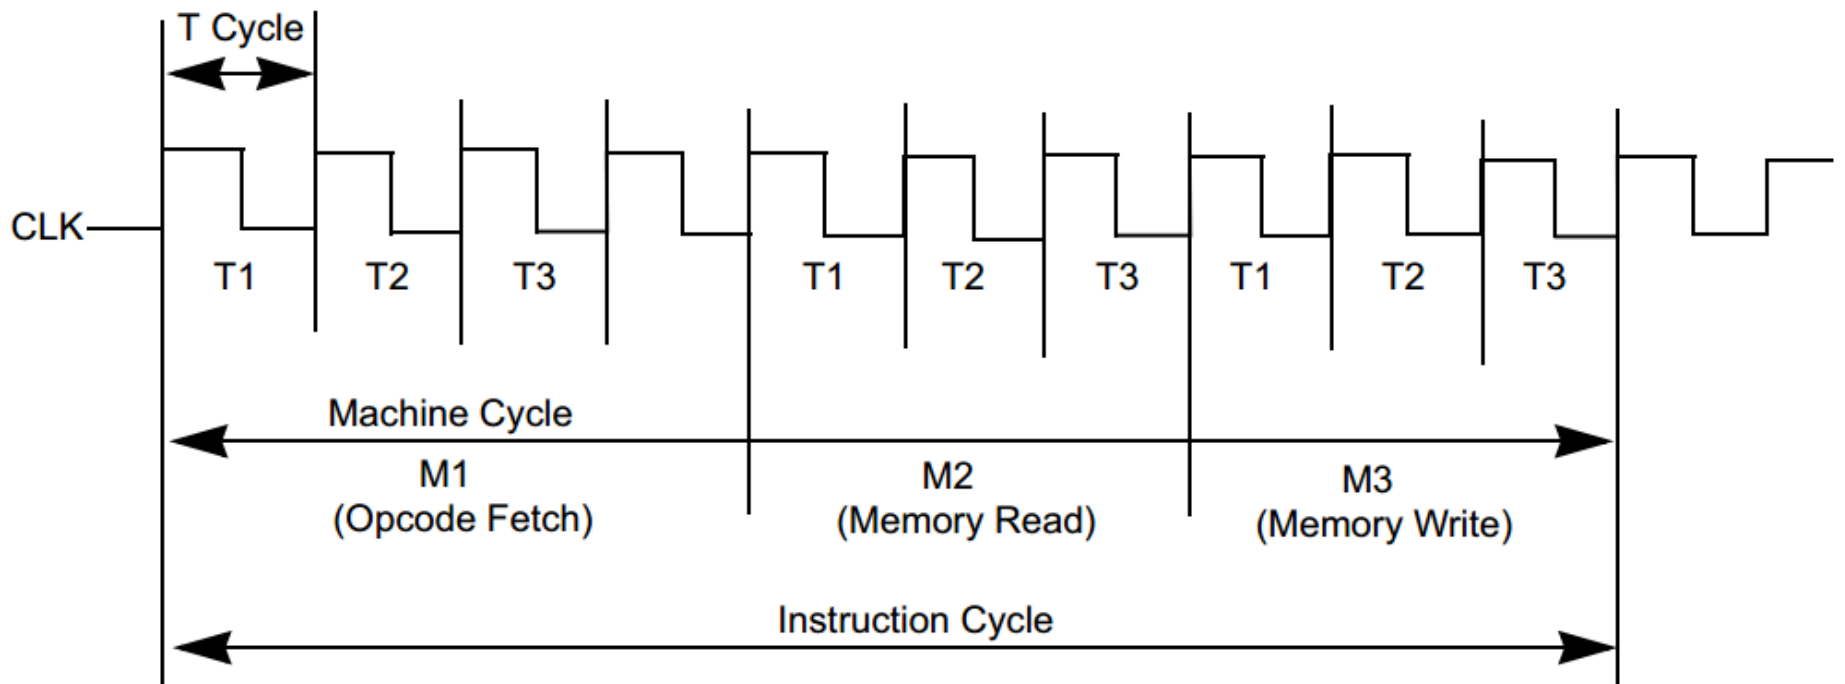 T Cycle
CLK
T1 T2 T3 T1 T2 T3 T1 T2 T3
Machine Cycle
M1 M2 M3
(Opcode Fetch) (Memory Read) (Memory Write)
Instruction Cycle